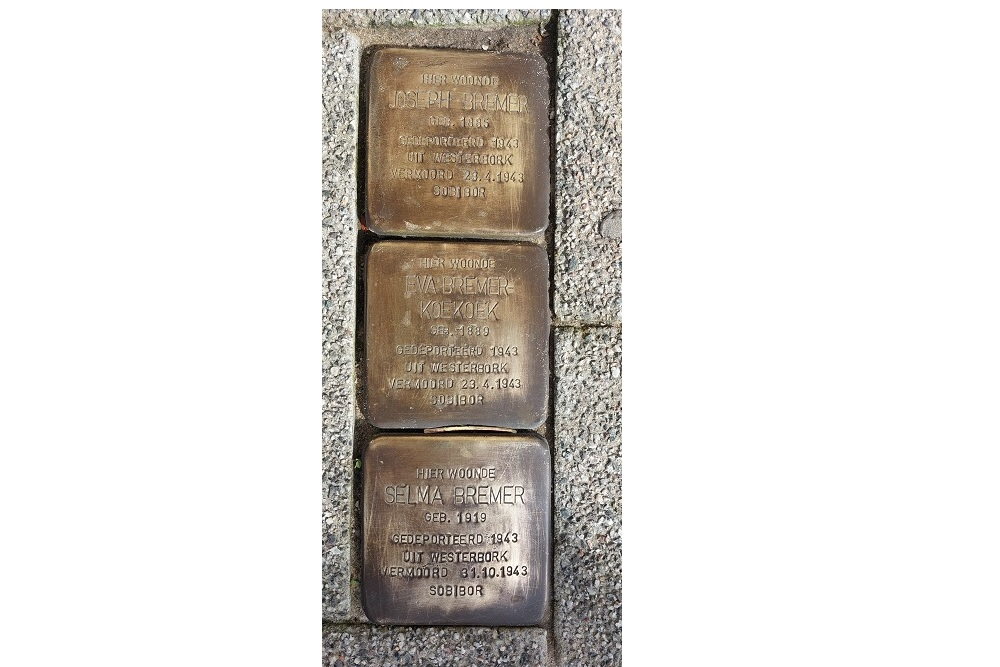 HIER WOONDE
JOSEPH BREMER
GEB. 1885
GEDEPORTEERD 1943
UIT WESTERBORK
VERMOORD 23.4.1943
SOBIBOR
HIER WOONDE
EVA BREMER-
KOEKOEK
GEB. 1889
GEDEPORTEERD 1943
UIT WESTERBORK
VERMOORD 23.4.1943
SOBIBOR
HIER WOONDE
SELMA BREMER
GEB. 1919
GEDEPORTEERD 1943
UIT WESTERBORK
VERMOORD 31.10.1943
SOBIBOR